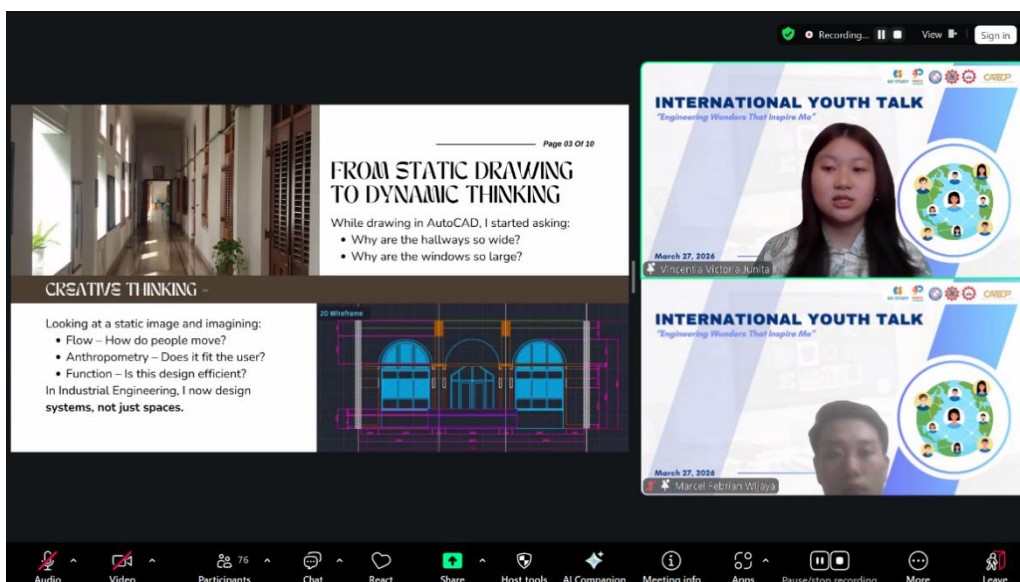 Recording...
View
Sign in
Page 03 Of 10
FROM STATIC DRAWING
TO DYNAMIC THINKING
While drawing in AutoCAD, I started asking:
• Why are the hallways so wide?
• Why are the windows so large?
CREATIVE THINKING -
Looking at a static image and imagining:
• Flow – How do people move?
• Anthropometry – Does it fit the user?
• Function – Is this design efficient?
In Industrial Engineering, I now design
systems, not just spaces.
2D Wireframe
INTERNATIONAL YOUTH TALK
"Engineering Wonders That Inspire Me"
March 27, 2026
Vincentia Victoria Junita
INTERNATIONAL YOUTH TALK
"Engineering Wonders That Inspire Me"
March 27, 2026
Marcel Febrian Wijaya
Audio
Video
76
Participants
Chat
React
Share
Host tools
AI Companion
Meeting info
Apps
Pause/stop recording
More
Leave